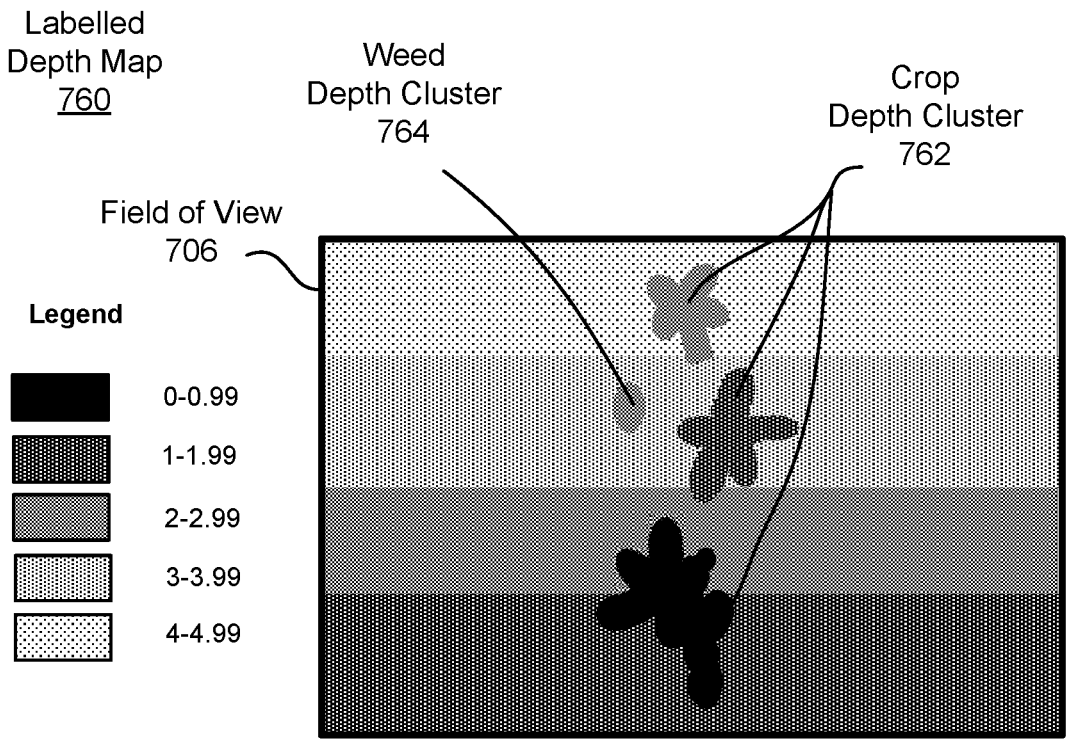 Labelled
Depth Map
760
Weed
Depth Cluster
764
Crop
Depth Cluster
762
Field of View
706
Legend
0-0.99
1-1.99
2-2.99
3-3.99
4-4.99